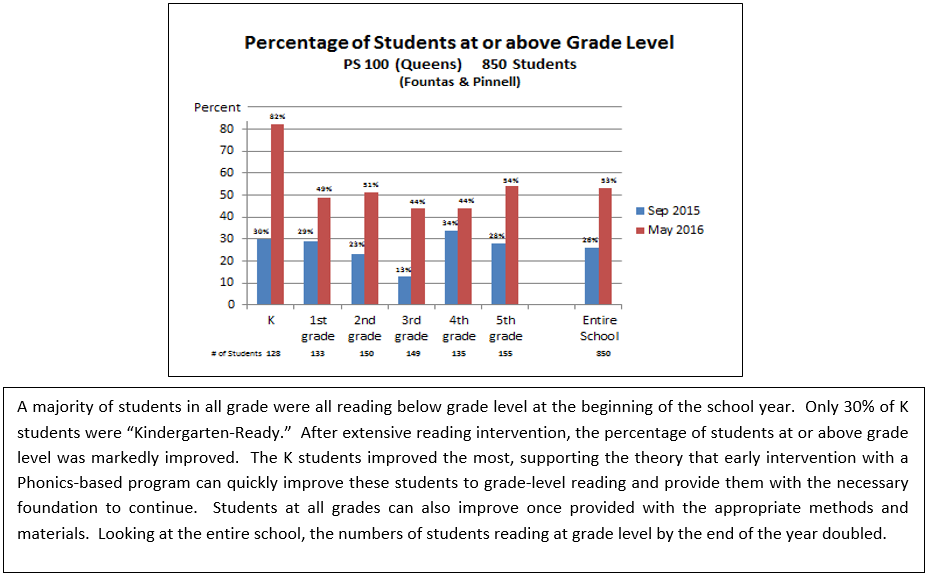 Percentage of Students at or above Grade Level
PS 100 (Queens) 850 Students
(Fountas & Pinnell)
Percent
82%
80
70
60
54%
53%
51%
49%
50
44%
44%
40
34%
30%
29%
28%
26%
23%
30
20
13%
10
0
Sep 2015
May 2016
K 1st 2nd 3rd 4th 5th Entire
grade grade grade grade grade School
# of Students 128 133 150 149 135 155 850
A majority of students in all grade were all reading below grade level at the beginning of the school year. Only 30% of K
students were “Kindergarten-Ready.” After extensive reading intervention, the percentage of students at or above grade
level was markedly improved. The K students improved the most, supporting the theory that early intervention with a
Phonics-based program can quickly improve these students to grade-level reading and provide them with the necessary
foundation to continue. Students at all grades can also improve once provided with the appropriate methods and
materials. Looking at the entire school, the numbers of students reading at grade level by the end of the year doubled.